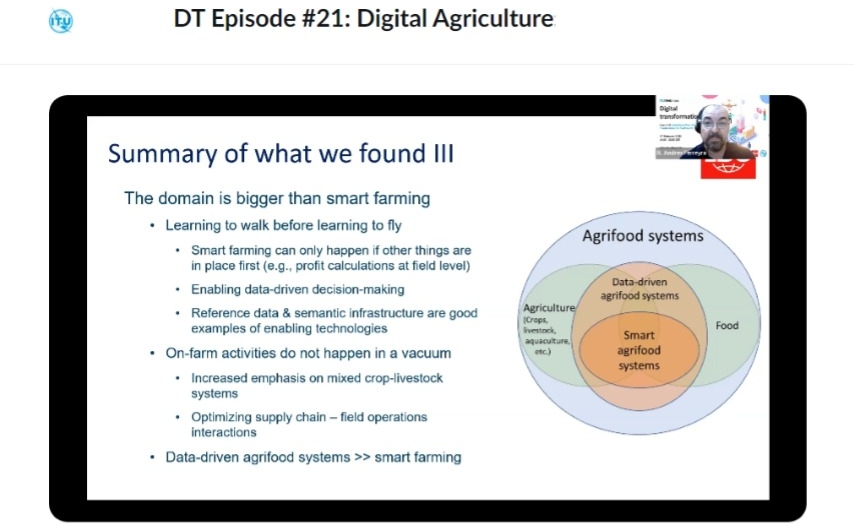 ITU
DT Episode #21: Digital Agriculture
Digital
transformation
Summary of what we found III
The domain is bigger than smart farming
• Learning to walk before learning to fly
• Smart farming can only happen if other things are
in place first (e.g., profit calculations at field level)
• Enabling data-driven decision-making
• Reference data & semantic infrastructure are good
examples of enabling technologies
• On-farm activities do not happen in a vacuum
• Increased emphasis on mixed crop-livestock
systems
• Optimizing supply chain – field operations
interactions
• Data-driven agrifood systems >> smart farming
Agrifood systems
Data-driven
agrifood systems
Agriculture
(Crops,
livestock,
aquaculture,
etc.)
Smart
agrifood
systems
Food